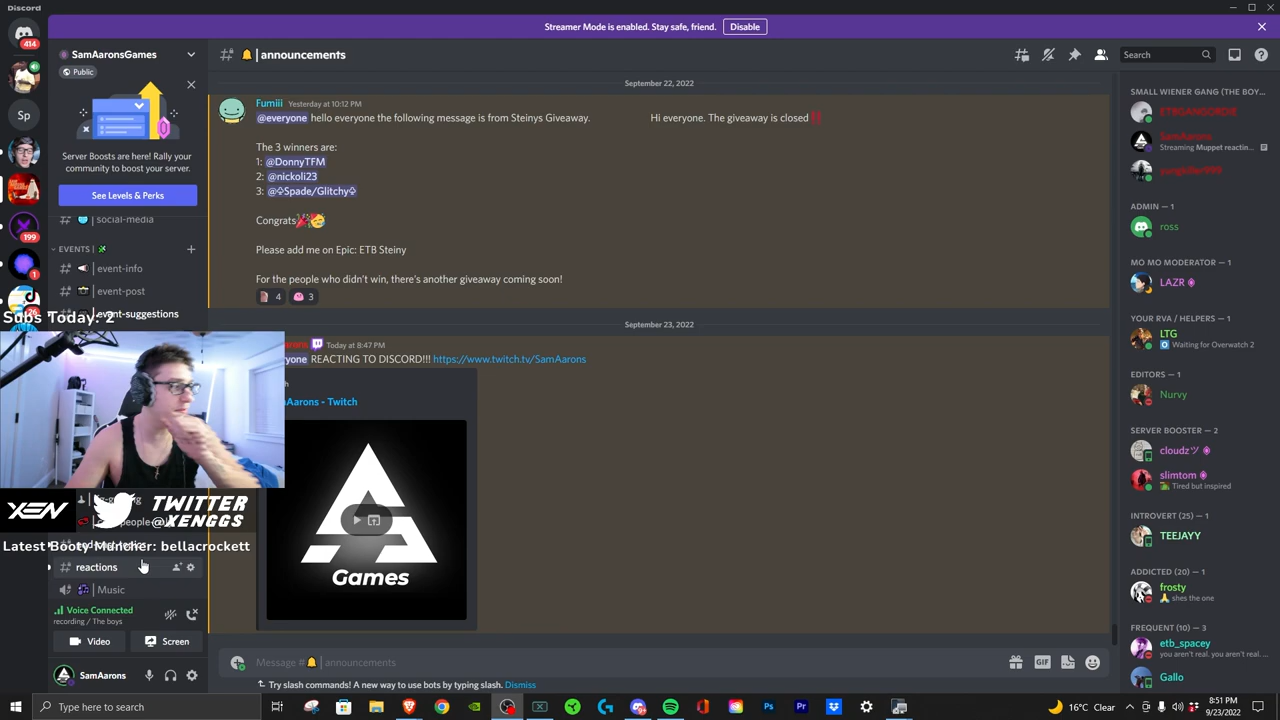 Discord
Streamer Mode is enabled. Stay safe, friend.
Disable
414
SamAaronsGames
Public
Server Boosts are here! Rally your
community to boost your server.
See Levels & Perks
Sp
199
1
26
# social-media
EVENTS |
event-info
event-post
event-suggestions
Subs Today: 2
XEN
TWITTER
@XENGGS
Latest Booty Muncher: bellacrockett
# reactions
Music
Voice Connected
recording / The boys
Video
Screen
SamAarons
| announcements
Search
September 22, 2022
Fumiii Yesterday at 10:12 PM
@everyone hello everyone the following message is from Steinys Giveaway. Hi everyone. The giveaway is closed
The 3 winners are:
1: @DonnyTFM
2: @nickoli23
3: @♤Spade/Glitchy♤
Congrats
Please add me on Epic: ETB Steiny
For the people who didn't win, there's another giveaway coming soon!
4
3
September 23, 2022
Today at 8:47 PM
REACTING TO DISCORD!!! https://www.twitch.tv/SamAarons
Aarons - Twitch
Games
Message # | announcements
GIF
Try slash commands! A new way to use bots by typing slash. Dismiss
SMALL WIENER GANG (THE BOY...
SamAarons
Streaming Muppet reactin...
ADMIN — 1
ross
MO MO MODERATOR — 1
LAZR
YOUR RVA / HELPERS — 1
LTG
Waiting for Overwatch 2
EDITORS — 1
Nurvy
SERVER BOOSTER — 2
cloudzツ
slimtom
Tired but inspired
INTROVERT (25) — 1
TEEJAYY
ADDICTED (20) — 1
frosty
shes the one
FREQUENT (10) — 3
etb_spacey
you aren't real. you aren't real. ...
Gallo
Type here to search
Ps
Pr
16°C Clear
8:51 PM
9/23/2022